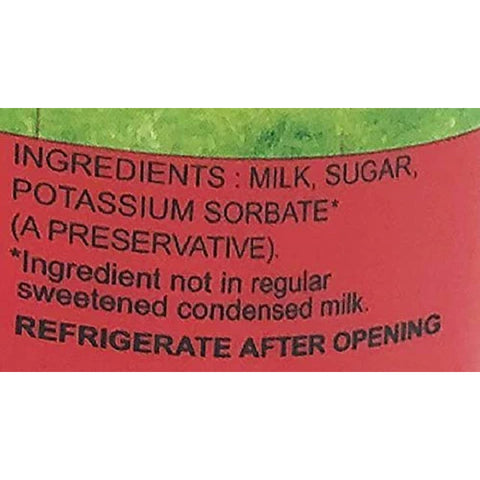 INGREDIENTS : MILK, SUGAR,
POTASSIUM SORBATE*
(A PRESERVATIVE).
*Ingredient not in regular
sweetened condensed milk.
REFRIGERATE AFTER OPENING